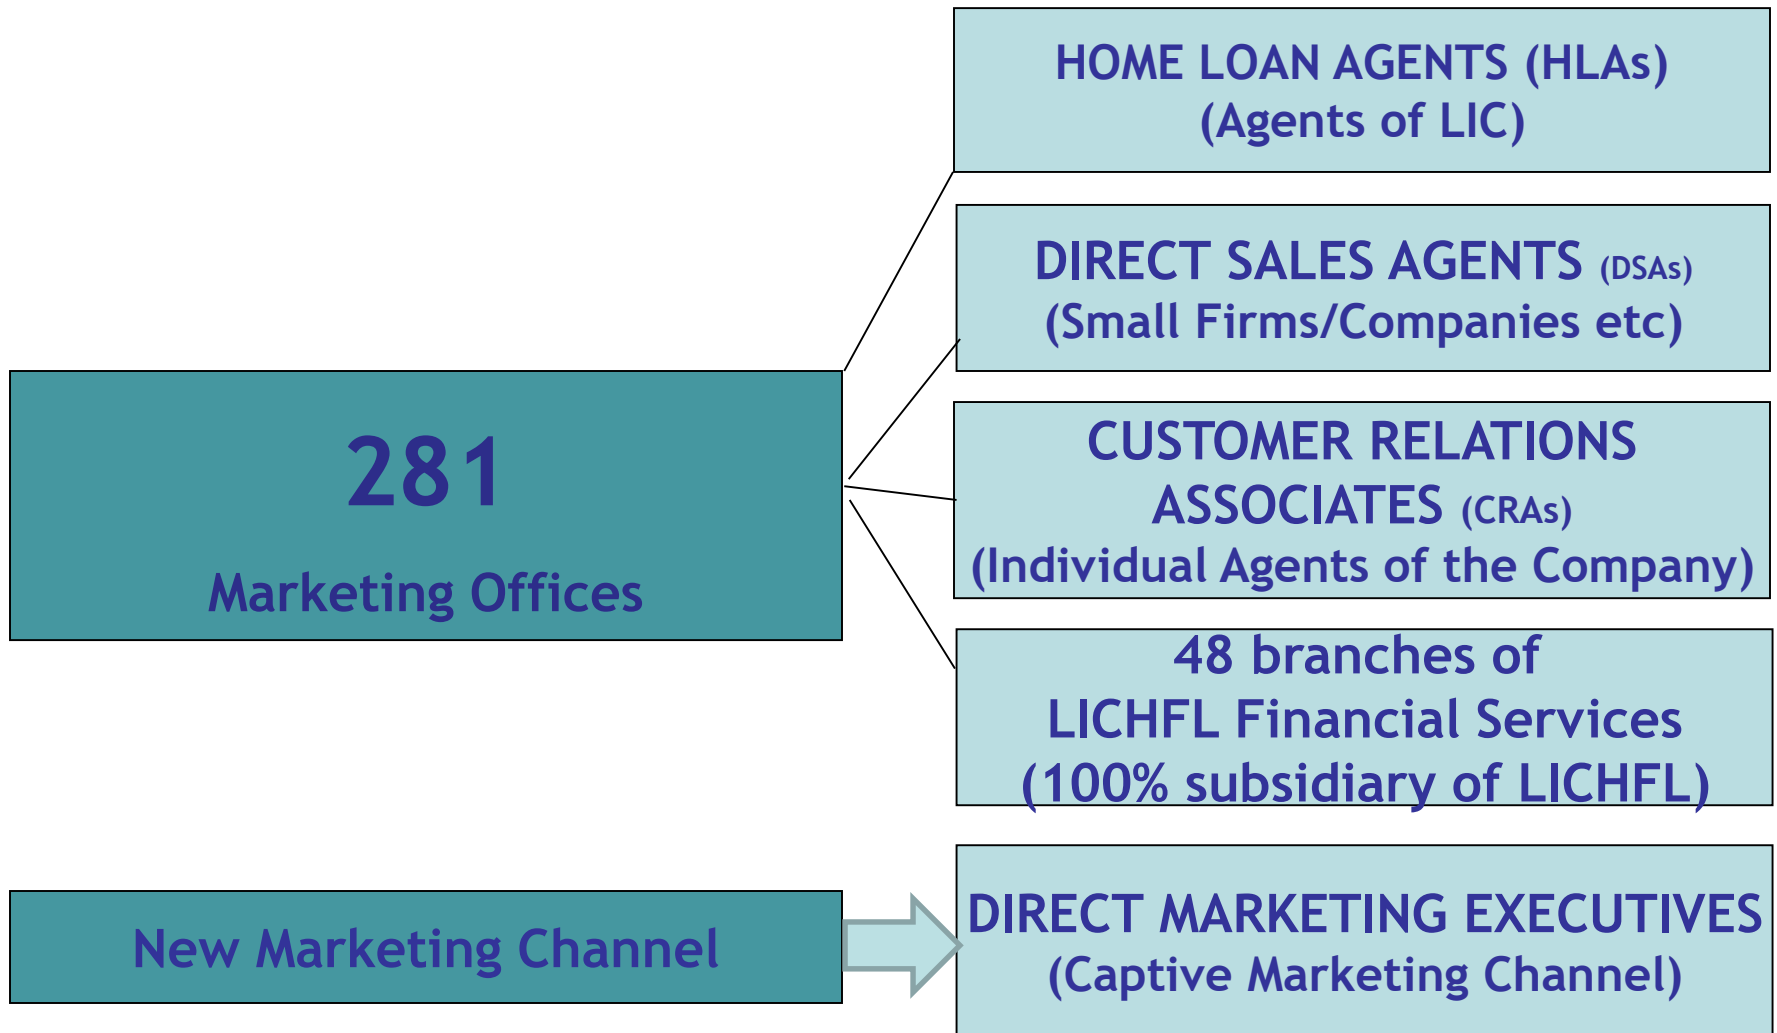 HOME LOAN AGENTS (HLAs)
(Agents of LIC)
DIRECT SALES AGENTS (DSAs)
(Small Firms/Companies etc)
281
Marketing Offices
CUSTOMER RELATIONS
ASSOCIATES (CRAs)
(Individual Agents of the Company)
48 branches of
LICHFL Financial Services
(100% subsidiary of LICHFL)
New Marketing Channel
DIRECT MARKETING EXECUTIVES
(Captive Marketing Channel)